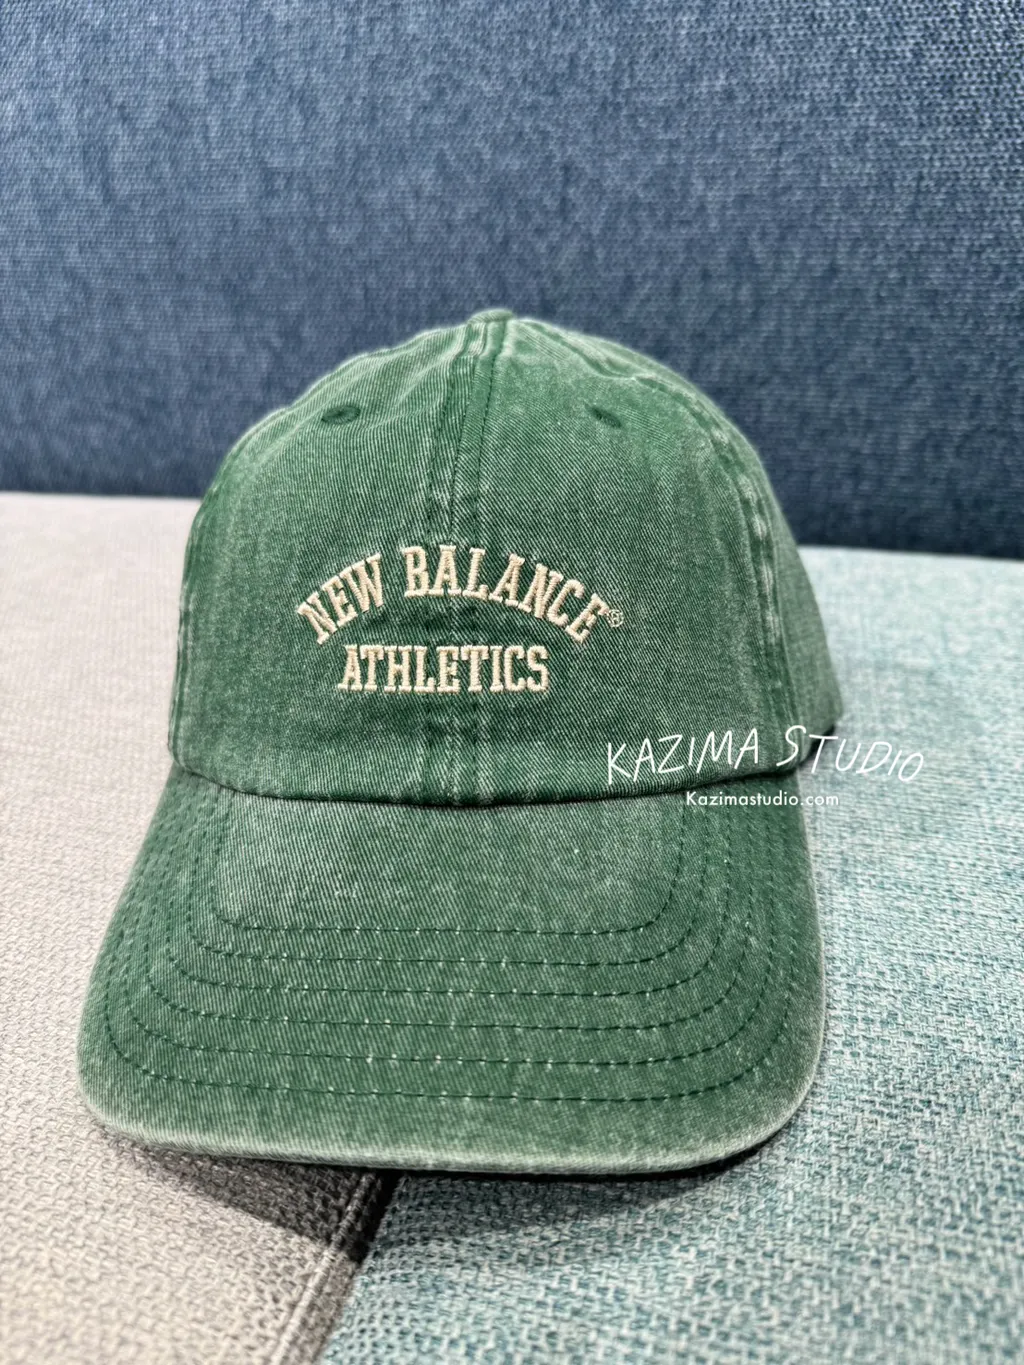 NEW BALANCE®
ATHLETICS
KAZIMA STUDIO
Kazimastudio.com